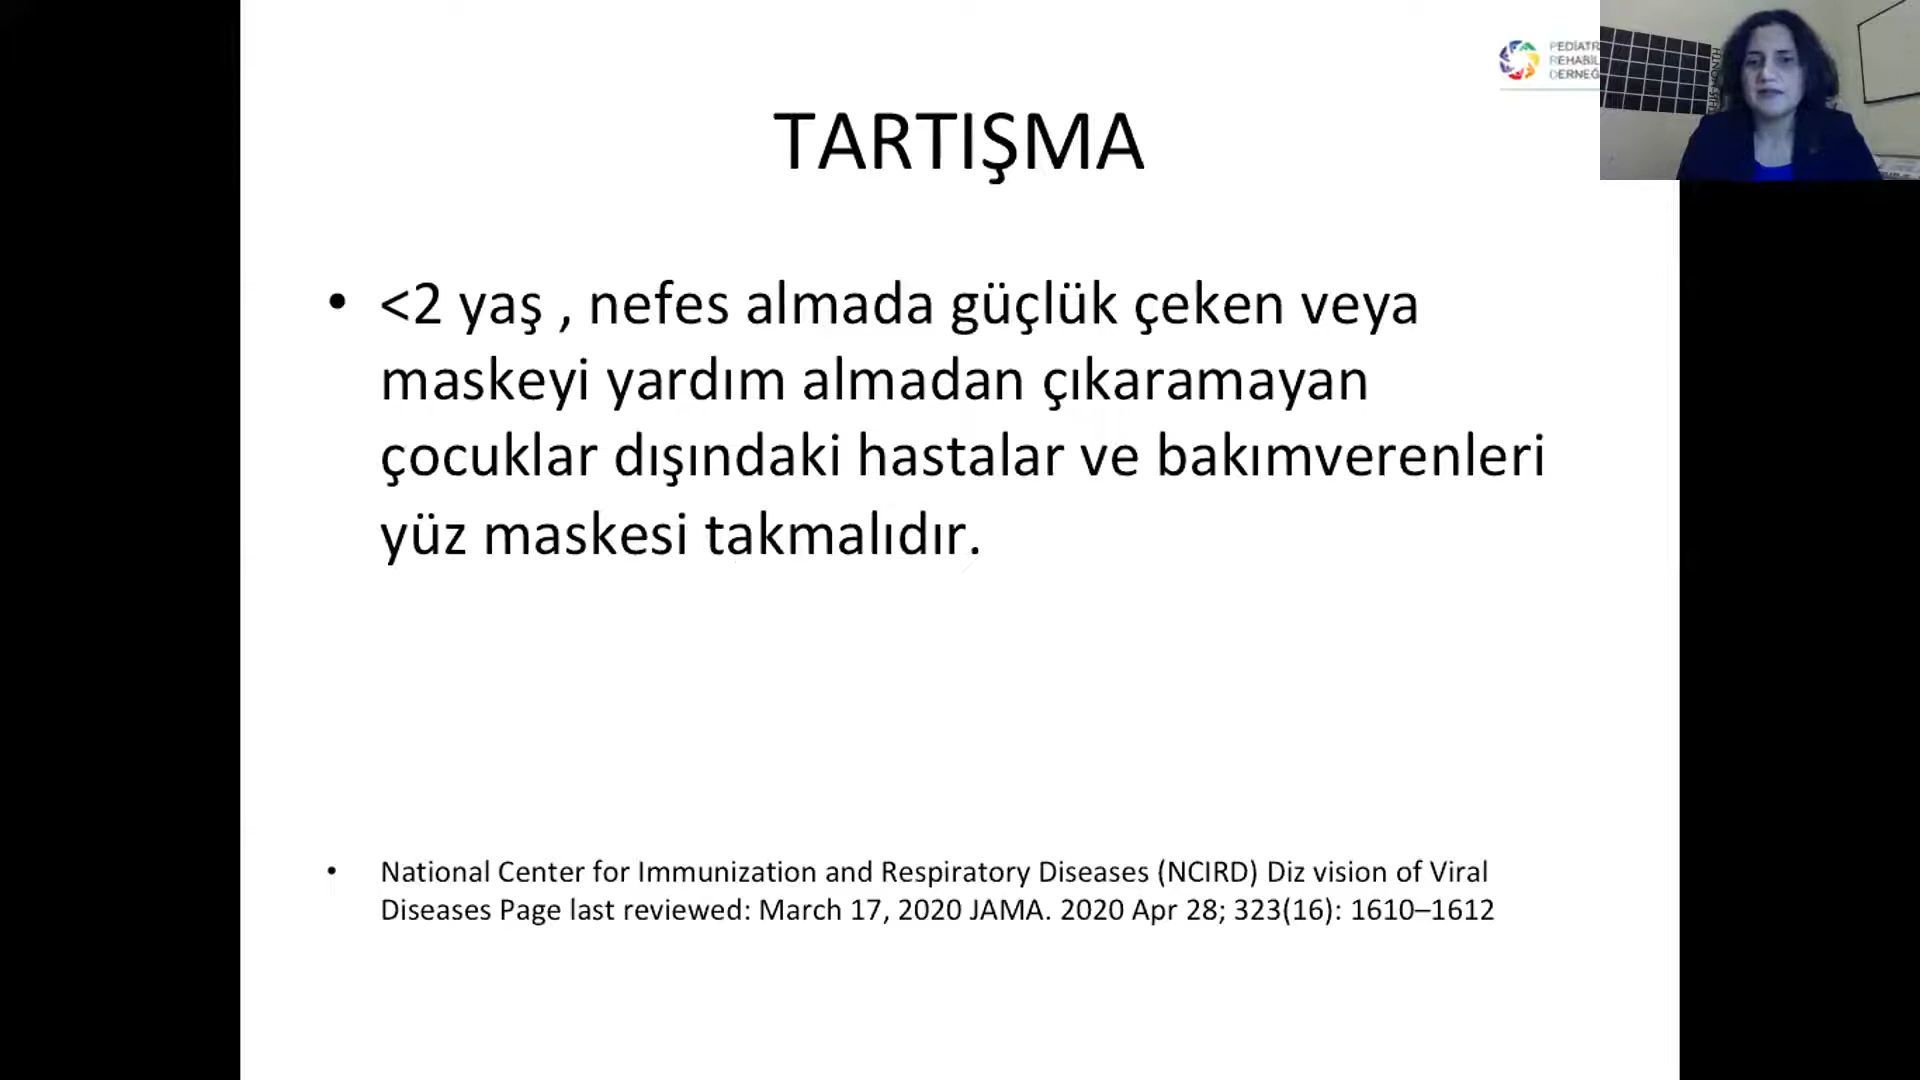 PEDİATR
REHABİL
DERNEĞ
TARTIŞMA
• <2 yaş , nefes almada güçlük çeken veya
maskeyi yardım almadan çıkaramayan
çocuklar dışındaki hastalar ve bakımverenleri
yüz maskesi takmalıdır.
• National Center for Immunization and Respiratory Diseases (NCIRD) Diz vision of Viral
Diseases Page last reviewed: March 17, 2020 JAMA. 2020 Apr 28; 323(16): 1610–1612